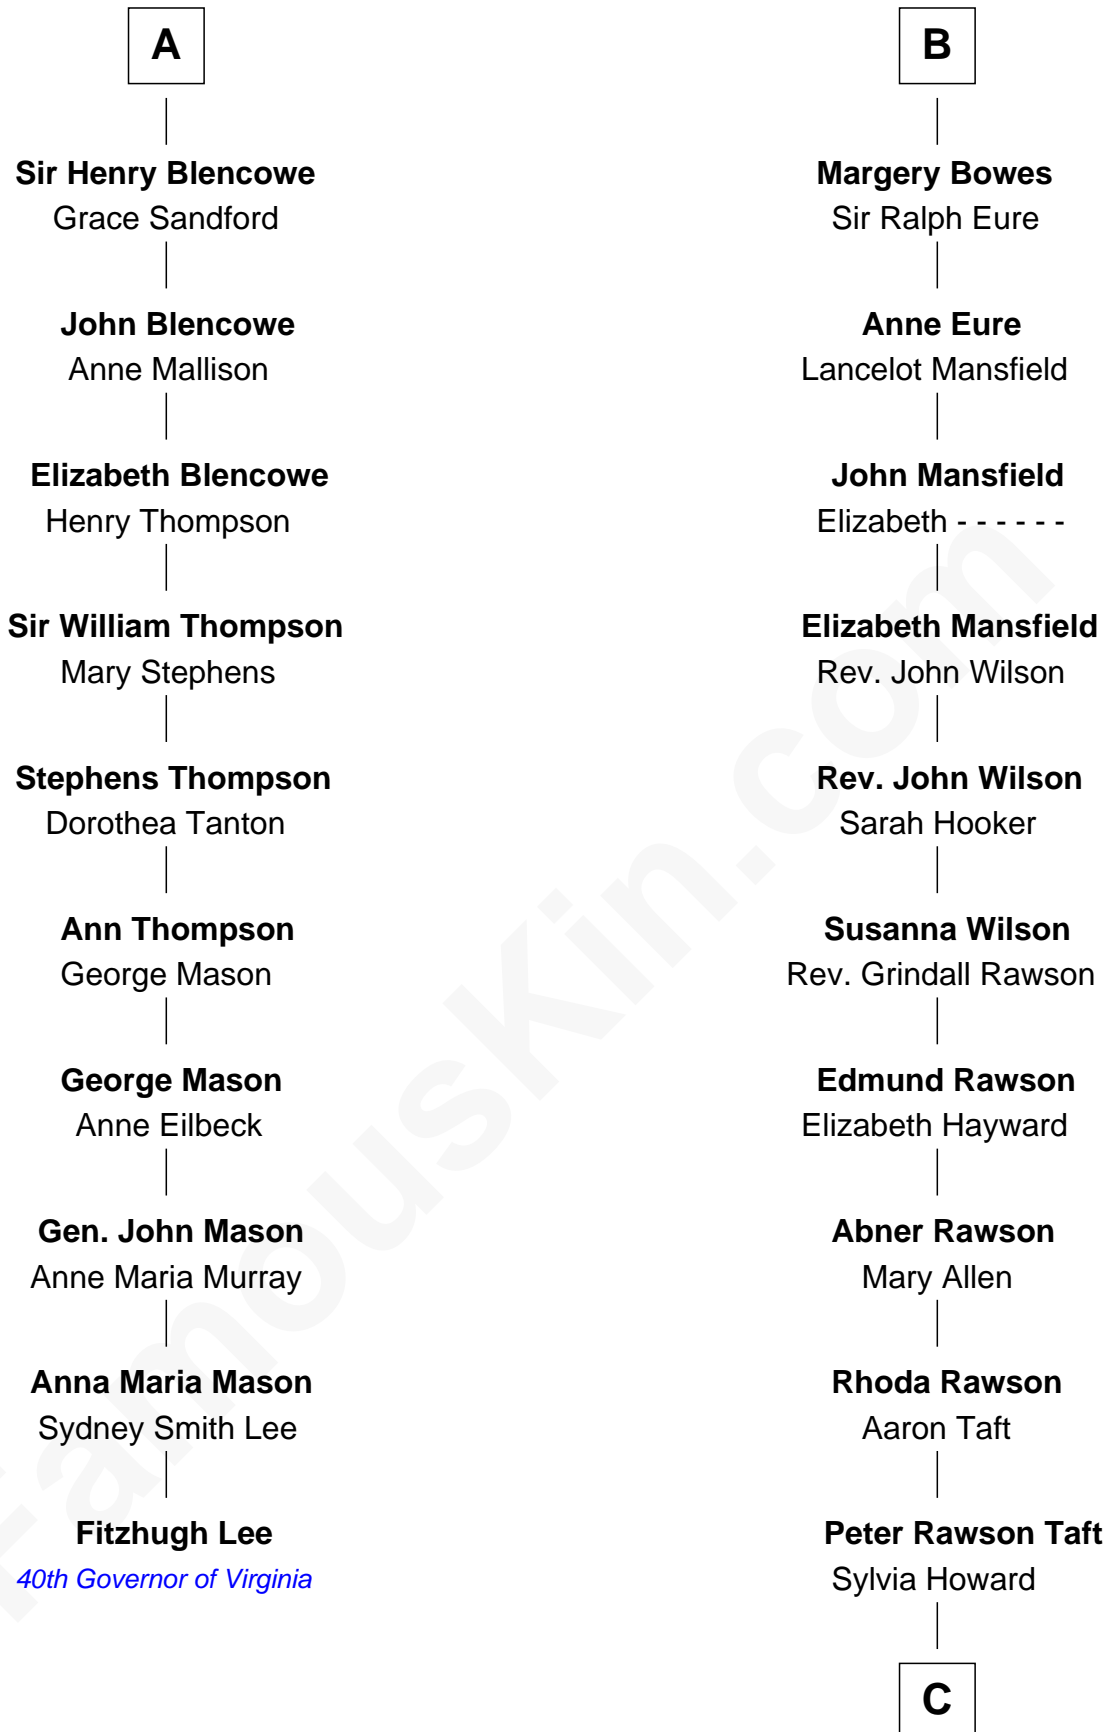 A
Sir Henry Blencowe
Grace Sandford
John Blencowe
Anne Mallison
Elizabeth Blencowe
Henry Thompson
Sir William Thompson
Mary Stephens
Stephens Thompson
Dorothea Tanton
Ann Thompson
George Mason
George Mason
Anne Eilbeck
Gen. John Mason
Anne Maria Murray
Anna Maria Mason
Sydney Smith Lee
Fitzhugh Lee
40th Governor of Virginia
B
Margery Bowes
Sir Ralph Eure
Anne Eure
Lancelot Mansfield
John Mansfield
Elizabeth - - - - - -
Elizabeth Mansfield
Rev. John Wilson
Rev. John Wilson
Sarah Hooker
Susanna Wilson
Rev. Grindall Rawson
Edmund Rawson
Elizabeth Hayward
Abner Rawson
Mary Allen
Rhoda Rawson
Aaron Taft
Peter Rawson Taft
Sylvia Howard
C
FamousKin.com